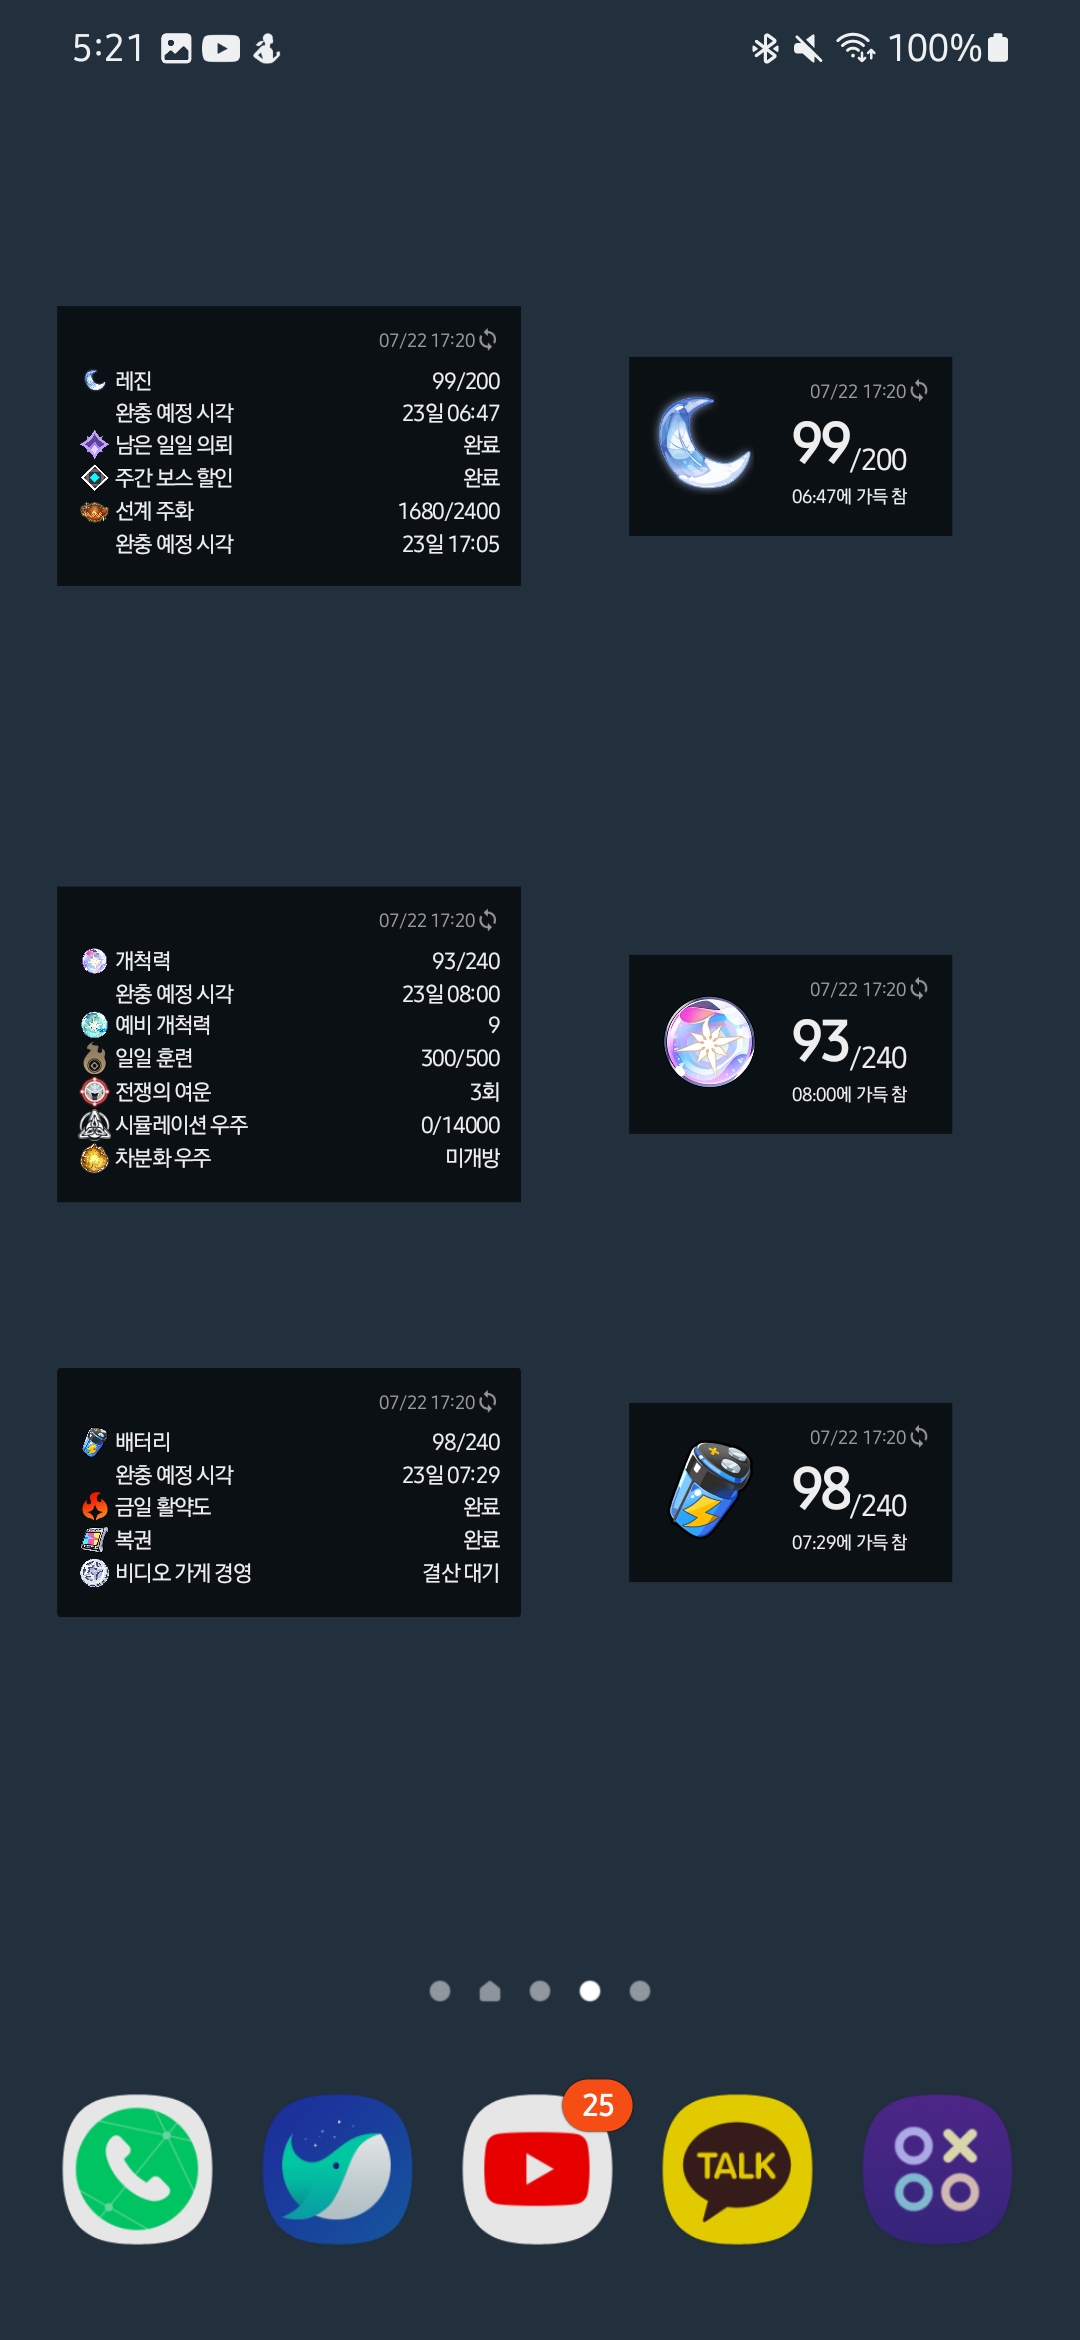 5:21
100%
07/22 17:20
레진 99/200
완충 예정 시각 23일 06:47
남은 일일 의뢰 완료
주간 보스 할인 완료
선계 주화 1680/2400
완충 예정 시각 23일 17:05
07/22 17:20
99/200
06:47에 가득 참
07/22 17:20
개척력 93/240
완충 예정 시각 23일 08:00
예비 개척력 9
일일 훈련 300/500
전쟁의 여운 3회
시뮬레이션 우주 0/14000
차분화 우주 미개방
07/22 17:20
93/240
08:00에 가득 참
07/22 17:20
배터리 98/240
완충 예정 시각 23일 07:29
금일 활약도 완료
복권 완료
비디오 가게 경영 결산 대기
07/22 17:20
98/240
07:29에 가득 참
25
TALK